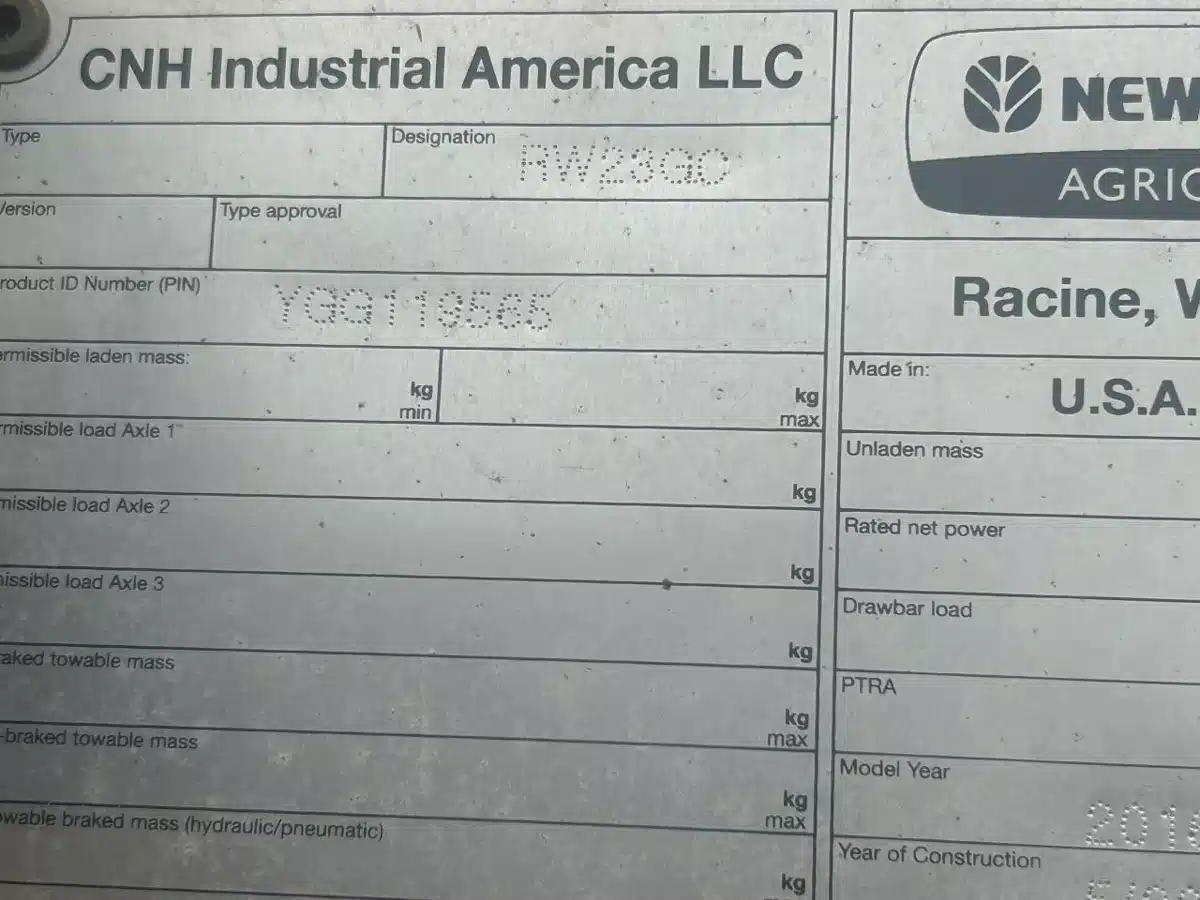 CNH Industrial America LLC
Type
Designation
Version
Type approval
roduct ID Number (PIN)
YGG119565
ermissible laden mass:
kg
min
kg
max
rmissible load Axle 1
kg
missible load Axle 2
kg
nissible load Axle 3
kg
raked towable mass
kg
max
-braked towable mass
kg
max
owable braked mass (hydraulic/pneumatic)
kg
NEW
AGRIC
Racine, W
Made in:
U.S.A.
Unladen mass
Rated net power
Drawbar load
PTRA
Model Year
Year of Construction